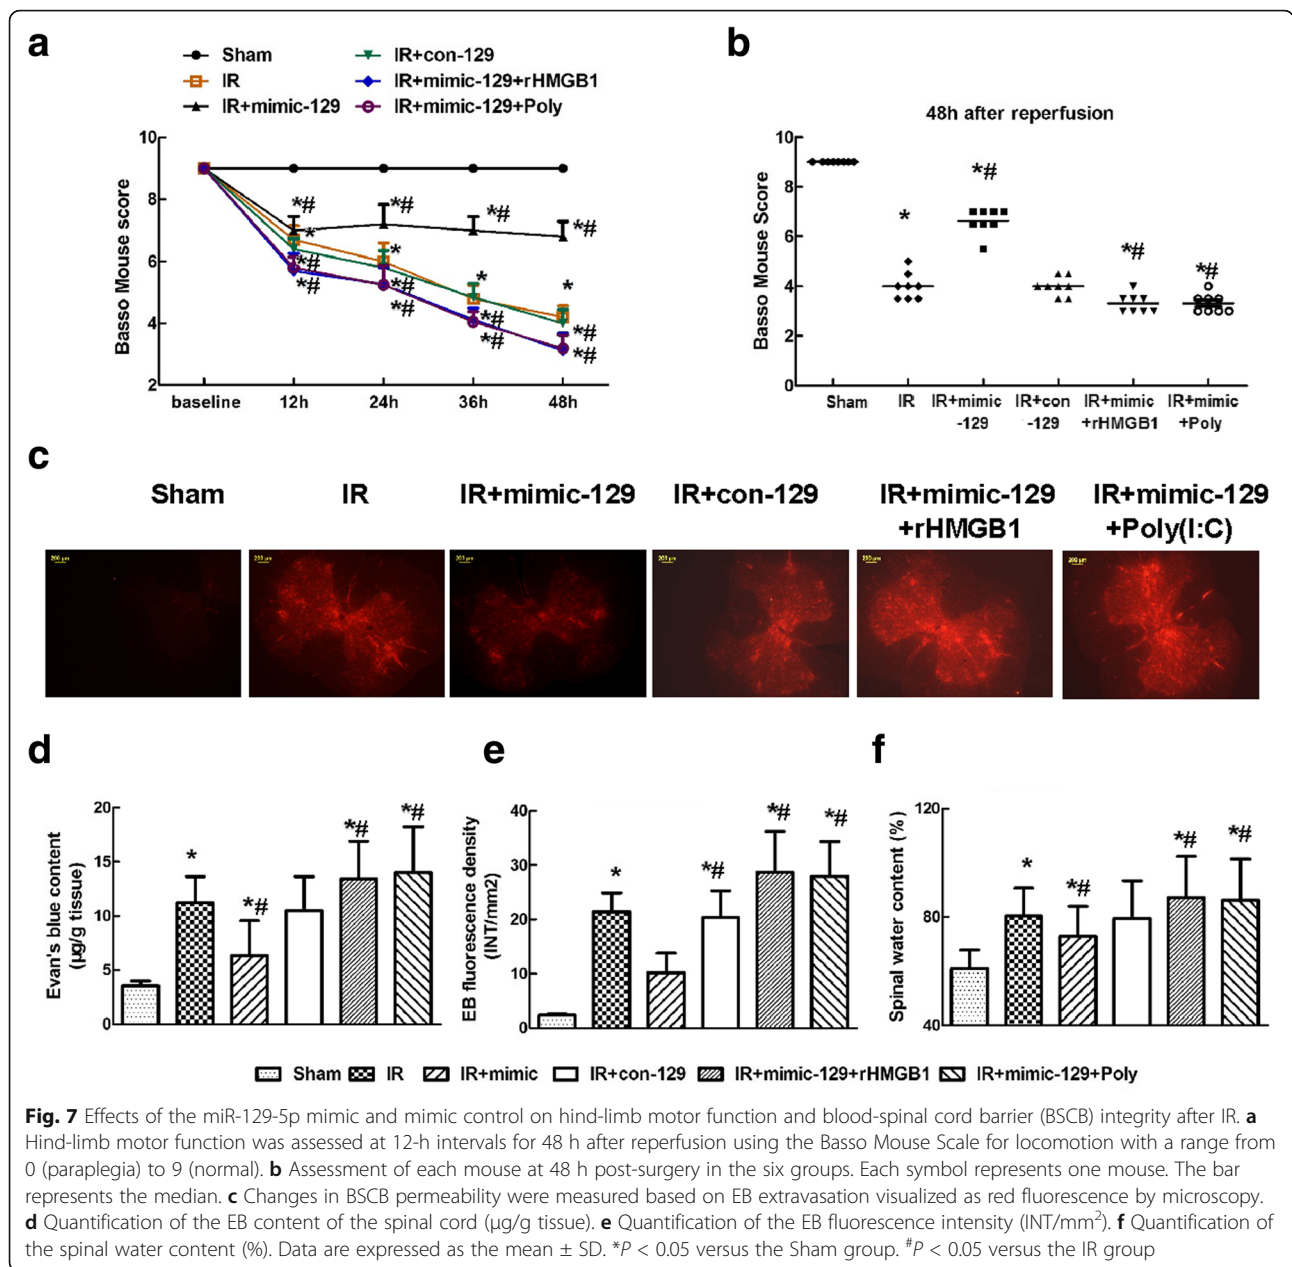 a
Sham
IR+con-129
IR
IR+mimic-129+rHMGB1
IR+mimic-129
IR+mimic-129+Poly
Basso Mouse score
10
8
6
4
2
*#
*#
*#
*#
*
*
*
*
*#
*#
*#
*#
*#
*#
*#
*#
baseline
12h
24h
36h
48h
b
48h after reperfusion
Basso Mouse Score
10
8
6
4
2
0
*
*#
*#
*#
Sham
IR
IR+mimic
-129
IR+con
-129
IR+mimic
+rHMGB1
IR+mimic
+Poly
c
Sham
IR
IR+mimic-129
IR+con-129
IR+mimic-129
+rHMGB1
IR+mimic-129
+Poly(I:C)
200 µm
200 µm
200 µm
200 µm
200 µm
200 µm
d
Evan's blue content
(µg/g tissue)
20
15
10
5
0
*
*#
*#
*#
e
EB fluorescence density
(INT/mm2)
40
30
20
10
0
*
*#
*#
*#
f
Spinal water content (%)
120
80
40
*
*#
*#
*#
Sham
IR
IR+mimic
IR+con-129
IR+mimic-129+rHMGB1
IR+mimic-129+Poly
Fig. 7 Effects of the miR-129-5p mimic and mimic control on hind-limb motor function and blood-spinal cord barrier (BSCB) integrity after IR. a
Hind-limb motor function was assessed at 12-h intervals for 48 h after reperfusion using the Basso Mouse Scale for locomotion with a range from
0 (paraplegia) to 9 (normal). b Assessment of each mouse at 48 h post-surgery in the six groups. Each symbol represents one mouse. The bar
represents the median. c Changes in BSCB permeability were measured based on EB extravasation visualized as red fluorescence by microscopy.
d Quantification of the EB content of the spinal cord (µg/g tissue). e Quantification of the EB fluorescence intensity (INT/mm²). f Quantification of
the spinal water content (%). Data are expressed as the mean ± SD. *P < 0.05 versus the Sham group. #P < 0.05 versus the IR group